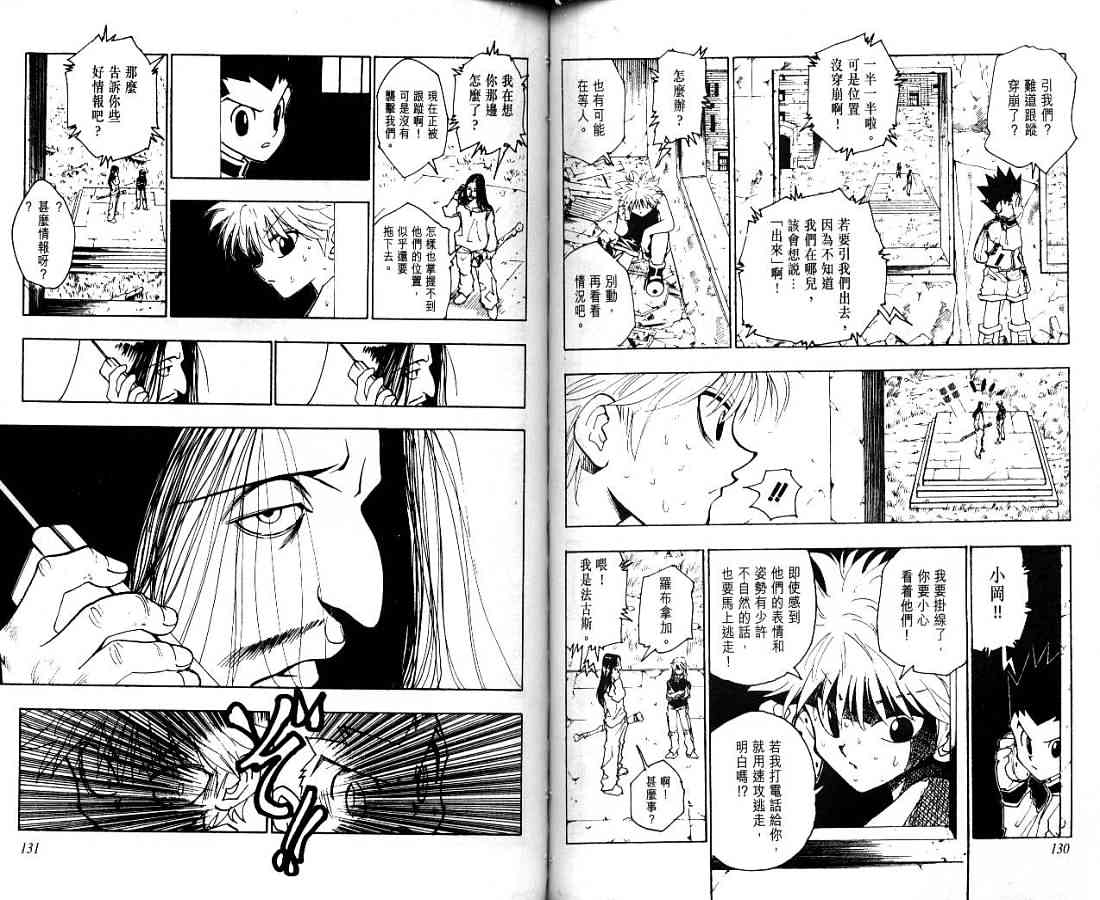 引我們?
難道跟蹤
穿崩了?
一半一半啦。
可是位置
沒穿崩啊!
若要引我們出去,
因為不知道
我們在哪兒,
該會想說…
「出來」啊!
怎麼辦?
也有可能
在等人。
別動,
再看看
情況吧。
!!
小岡!!
我要掛線了,
你要小心
看着他們!
即使感到
他們的表情和
姿勢有少許
不自然的話,
也要馬上逃走!
若我打電話給你,
就用速攻逃走,
明白嗎!?
羅布拿加。
喂!
我是法古斯。
啊!
甚麼事?
130
我在想
你那邊
怎麼了?
現在正被
跟蹤啊!
可是沒有
襲擊我們。
怎樣也掌握不到
他們的位置,
似乎還要
拖下去。
那麼
告訴你些
好情報吧?
?
甚麼情報呀?
?
131